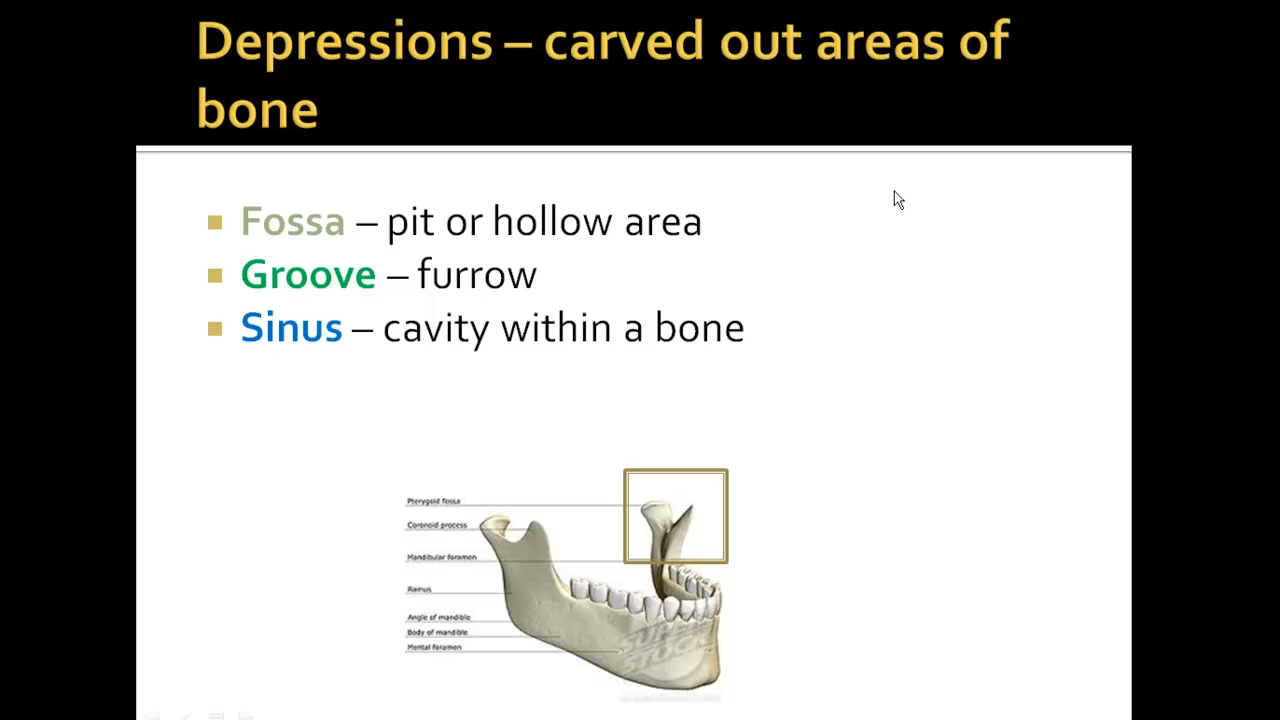 Depressions – carved out areas of
bone
Fossa – pit or hollow area
Groove – furrow
Sinus – cavity within a bone
Pterygoid fossa
Coronoid process
Mandibular foramen
Ramus
Angle of mandible
Body of mandible
Mental foramen